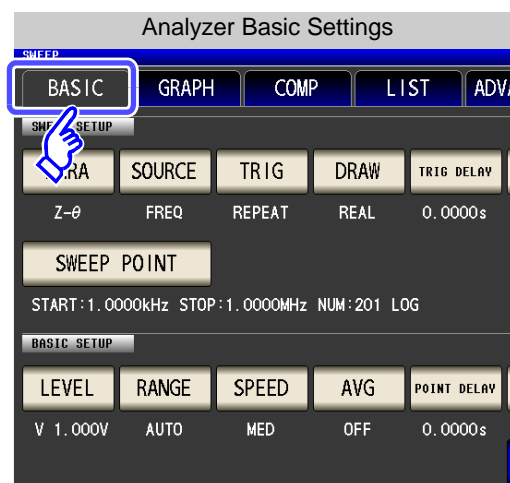 Analyzer Basic Settings
SWEEP
BASIC GRAPH COMP LIST
SETUP
SOURCE TRIG DRAW TRIG DELAY
Z-θ FREQ REPEAT REAL 0.0000s
SWEEP POINT
START:1.0000kHz STOP:1.0000MHz NUM:201 LOG
BASIC SETUP
LEVEL RANGE SPEED AVG POINT DELAY
V 1.000V AUTO MED OFF 0.0000s